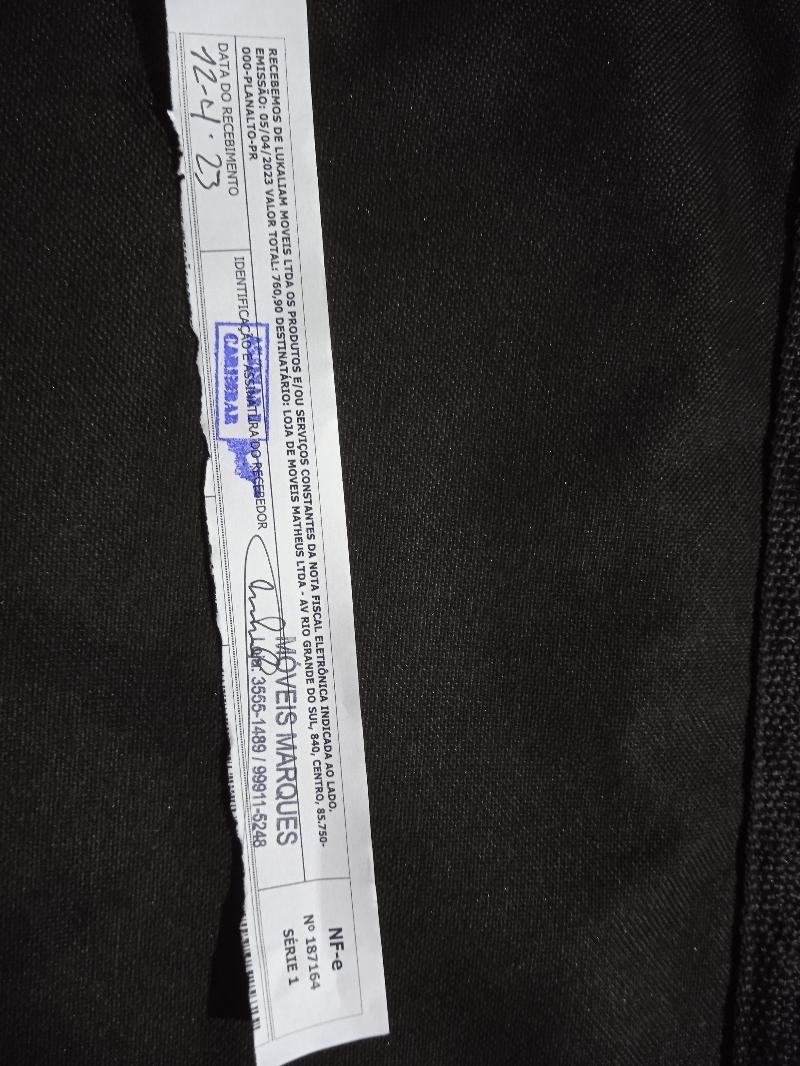 RECEBEMOS DE LUKALIAM MOVEIS LTDA OS PRODUTOS E/OU SERVIÇOS CONSTANTES DA NOTA FISCAL ELETRÔNICA INDICADA AO LADO.
EMISSÃO: 05/04/2023 VALOR TOTAL: 760,90 DESTINATÁRIO: LOJA DE MOVEIS MATHEUS LTDA - AV RIO GRANDE DO SUL, 840, CENTRO, 85.750-
000-PLANALTO-PR
DATA DO RECEBIMENTO
12-4-23
IDENTIFICAÇÃO E ASSINATURA DO RECEBEDOR
CARIMBAR
MÓVEIS MARQUES
3555-1489 / 99911-5248
NF-e
Nº 187164
SÉRIE 1